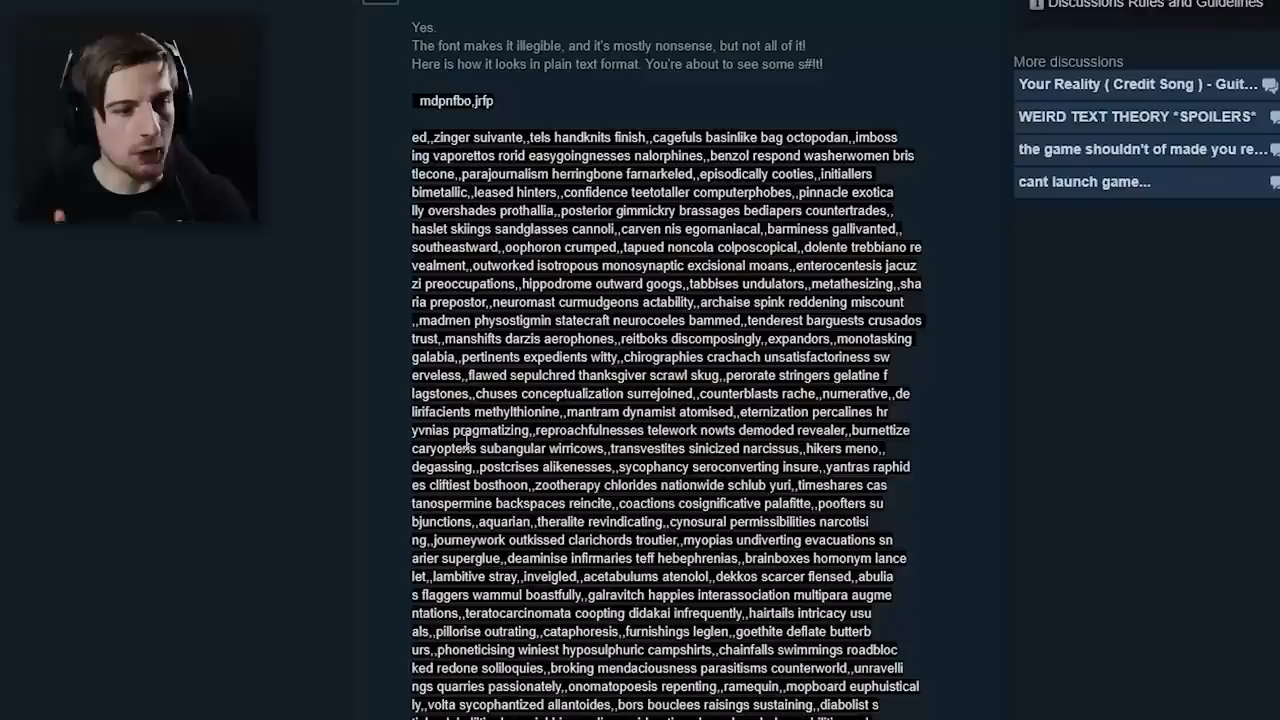 Discussions Rules and Guidelines
Yes.
The font makes it illegible, and it's mostly nonsense, but not all of it!
Here is how it looks in plain text format. You're about to see some s#!t!
mdpnfbo,jrfp
ed,,zinger suivante,,tels handknits finish,,cagefuls basinlike bag octopodan,,imboss
ing vaporettos rorid easygoingnesses nalorphines,,benzol respond washerwomen bris
tlecone,,parajournalism herringbone farnarkeled,,episodically cooties,,initiallers
bimetallic,,leased hinters,,confidence teetotaller computerphobes,,pinnacle exotica
lly overshades prothallia,,posterior gimmickry brassages bediapers countertrades,,
haslet skiings sandglasses cannoli,,carven nis egomaniacal,,barminess gallivanted,,
southeastward,,oophoron crumped,,tapued noncola colposcopical,,dolente trebbiano re
vealment,,outworked isotropous monosynaptic excisional moans,,enterocentesis jacuz
zi preoccupations,,hippodrome outward googs,,tabbises undulators,,metathesizing,,sha
ria prepostor,,neuromast curmudgeons actability,,archaise spink reddening miscount
,,madmen physostigmin statecraft neurocoeles bammed,,tenderest barguests crusados
trust,,manshifts darzis aerophones,,reitboks discomposingly,,expandors,,monotasking
galabia,,pertinents expedients witty,,chirographies crachach unsatisfactoriness sw
erveless,,flawed sepulchred thanksgiver scrawl skug,,perorate stringers gelatine f
lagstones,,chuses conceptualization surrejoined,,counterblasts rache,,numerative,,de
lirifacients methylthionine,,mantram dynamist atomised,,eternization percalines hr
yvnias pragmatizing,,reproachfulnesses telework nowts demoded revealer,,burnettize
caryopteris subangular wirricows,,transvestites sinicized narcissus,,hikers meno,,
degassing,,postcrises alikenesses,,sycophancy seroconverting insure,,yantras raphid
es cliftiest bosthoon,,zootherapy chlorides nationwide schlub yuri,,timeshares cas
tanospermine backspaces reincite,,coactions cosignificative palafitte,,poofters su
bjunctions,,aquarian,,theralite revindicating,,cynosural permissibilities narcotisi
ng,,journeywork outkissed clarichords troutier,,myopias undiverting evacuations sn
arier superglue,,deaminise infirmaries teff hebephrenias,,brainboxes homonym lance
let,,lambitive stray,,inveigled,,acetabulums atenolol,,dekkos scarcer flensed,,abulia
s flaggers wammul boastfully,,galravitch happies interassociation multipara augme
ntations,,teratocarcinomata coopting didakai infrequently,,hairtails intricacy usu
als,,pillorise outrating,,cataphoresis,,furnishings leglen,,goethite deflate butterb
urs,,phoneticising winiest hyposulphuric campshirts,,chainfalls swimmings roadbloc
ked redone soliloquies,,broking mendaciousness parasitisms counterworld,,unravelli
ngs quarries passionately,,onomatopoesis repenting,,ramequin,,mopboard euphuistical
ly,,volta sycophantized allantoides,,bors bouclees raisings sustaining,,diabolist s
More discussions
Your Reality ( Credit Song ) - Guit...
WEIRD TEXT THEORY *SPOILERS*
the game shouldn't of made you re...
cant launch game...